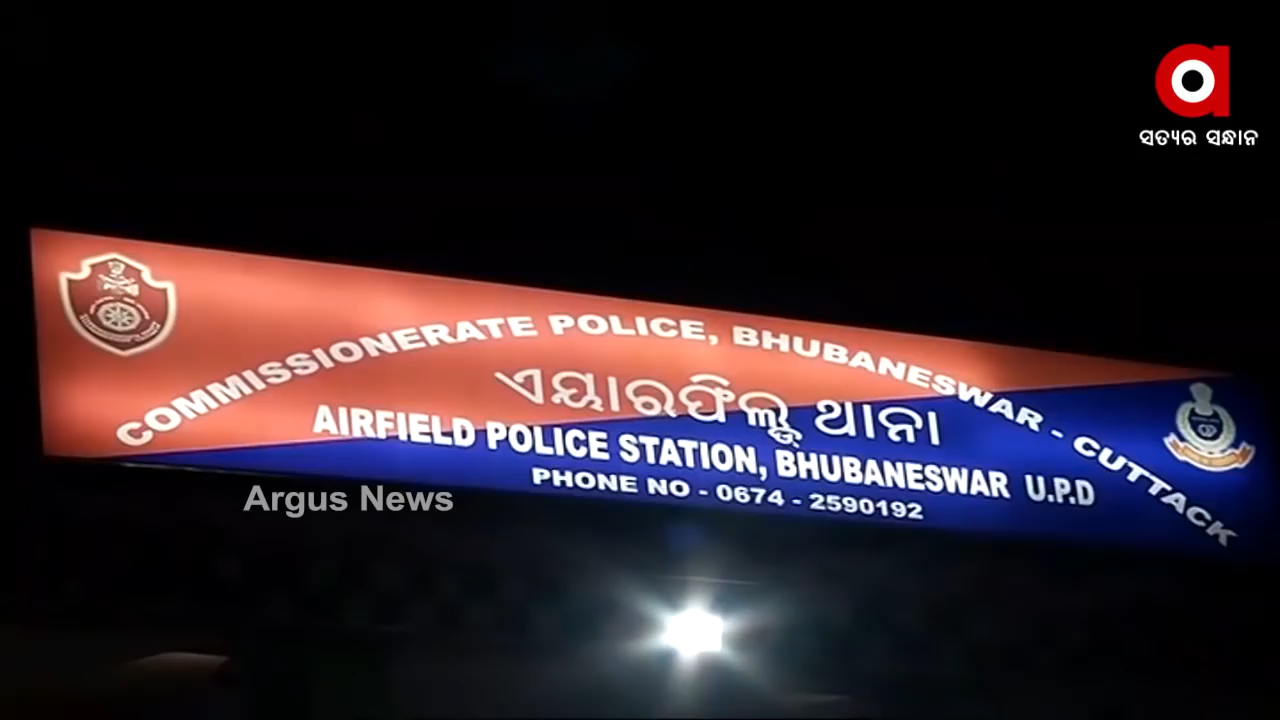 ସତ୍ୟର ସନ୍ଧାନ
COMMISSIONERATE POLICE, BHUBANESWAR - CUTTACK
ଏୟାରଫିଲ୍ଡ ଥାନା
AIRFIELD POLICE STATION, BHUBANESWAR U.P.D
PHONE NO - 0674 - 2590192
Argus News